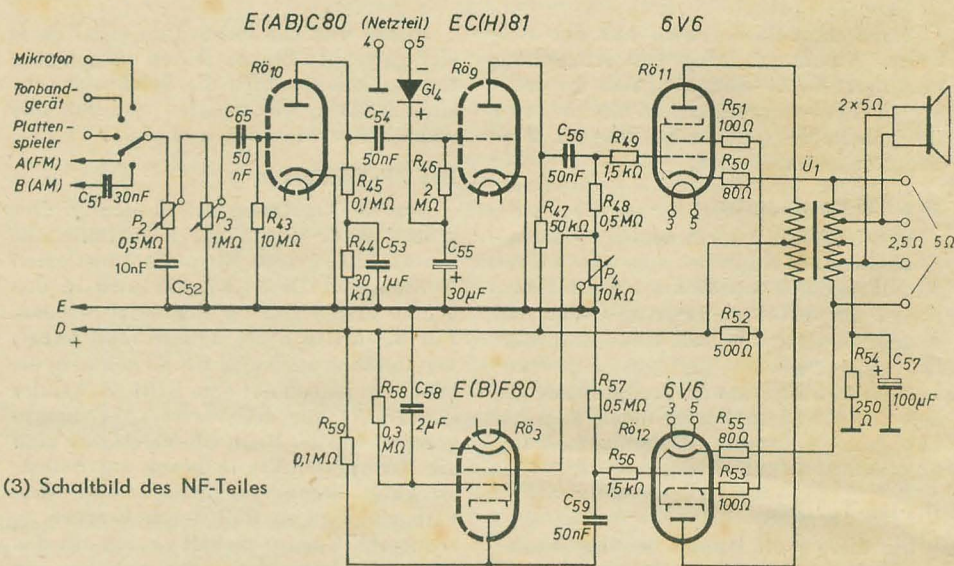 E(AB)C80 (Netzteil) EC(H)81 6V6
4 5
Mikrofon
Tonband-
gerät
Platten-
spieler
A(FM)
B(AM)
C51 30nF
P2
0,5MΩ
10nF
C52
P3
1MΩ
C65
50
nF
R43
10MΩ
Rö10
C54
50nF
R45
0,1MΩ
R44
30
kΩ
C53
1µF
Gl4
− +
R46
2
MΩ
C55
+
30µF
Rö9
C56
50nF
R47
50kΩ
R49
1,5kΩ
R48
0,5MΩ
P4
10kΩ
Rö11
3 5
R51
100Ω
R50
80Ω
Ü1
2×5Ω
2,5Ω 5Ω
E
D
+
R52
500Ω
R54
250
Ω
C57
+
100µF
R59
0,1MΩ
R58
0,3
MΩ
C58
2µF
E(B)F80
Rö3
R57
0,5MΩ
R56
1,5kΩ
C59
50nF
6V6
3 5
Rö12
R55
80Ω
R53
100Ω
(3) Schaltbild des NF-Teiles